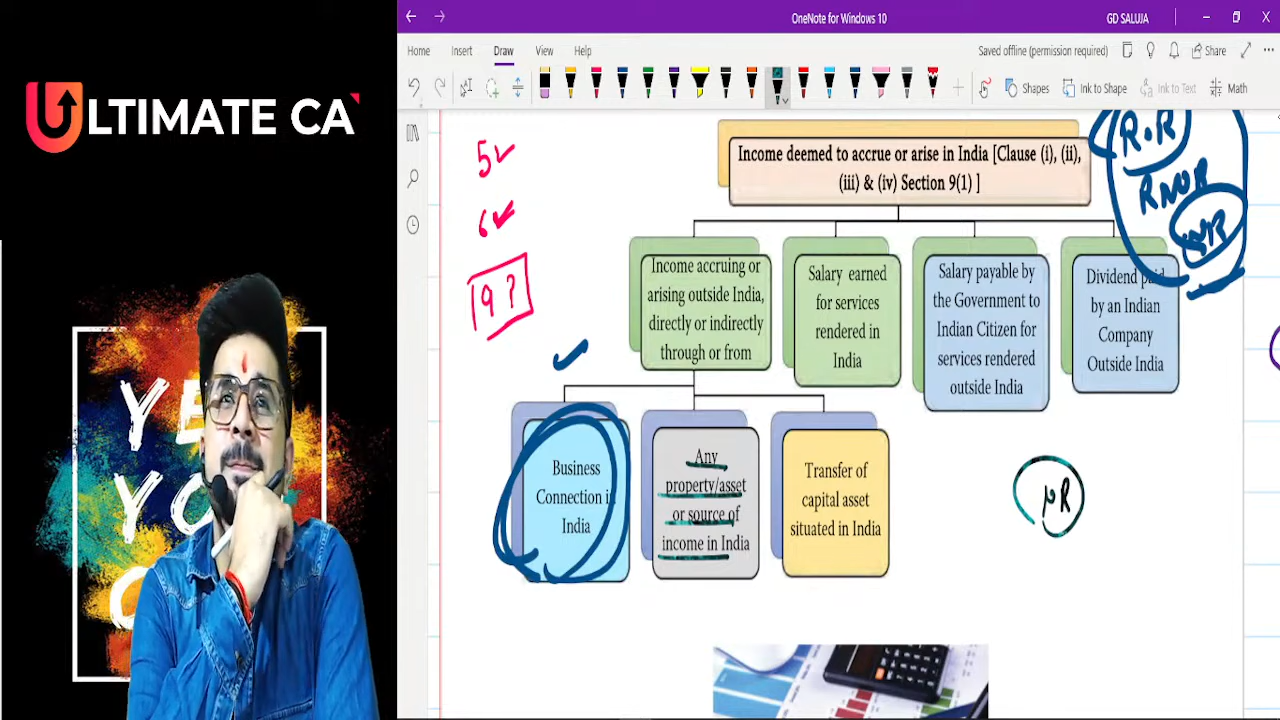 OneNote for Windows 10
GD SALUJA
Home Insert Draw View Help
Saved offline (permission required)
Share
Shapes
Ink to Shape
Ink to Text
Math
ULTIMATE CA
5✓
6✓
9 ?
Income deemed to accrue or arise in India [Clause (i), (ii),
(iii) & (iv) Section 9(1) ]
R.R
RNOR
NR
Income accruing or
arising outside India,
directly or indirectly
through or from
Salary earned
for services
rendered in
India
Salary payable by
the Government to
Indian Citizen for
services rendered
outside India
Dividend paid
by an Indian
Company
Outside India
Business
Connection in
India
Any
property/asset
or source of
income in India
Transfer of
capital asset
situated in India
NR
YE
YO